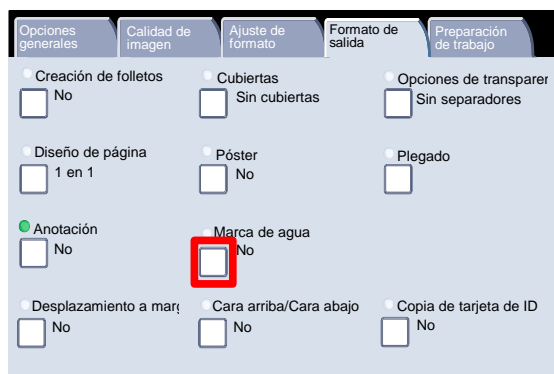 Opciones generales
Calidad de imagen
Ajuste de formato
Formato de salida
Preparación de trabajo
Creación de folletos
No
Cubiertas
Sin cubiertas
Opciones de transparen
Sin separadores
Diseño de página
1 en 1
Póster
No
Plegado
Anotación
No
Marca de agua
No
Desplazamiento a marg
No
Cara arriba/Cara abajo
No
Copia de tarjeta de ID
No